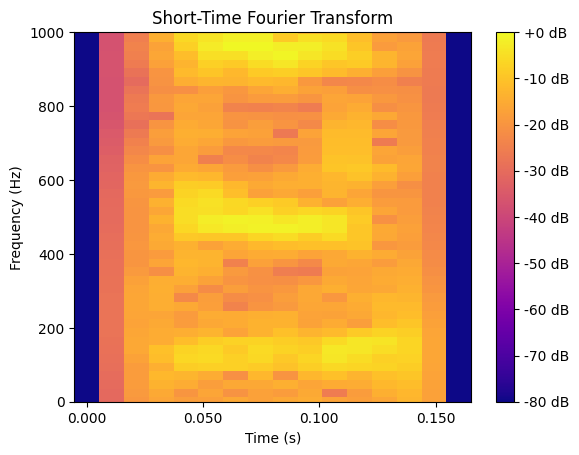 Short-Time Fourier Transform
1000
800
600
400
200
0
Frequency (Hz)
0.000
0.050
0.100
0.150
Time (s)
+0 dB
-10 dB
-20 dB
-30 dB
-40 dB
-50 dB
-60 dB
-70 dB
-80 dB